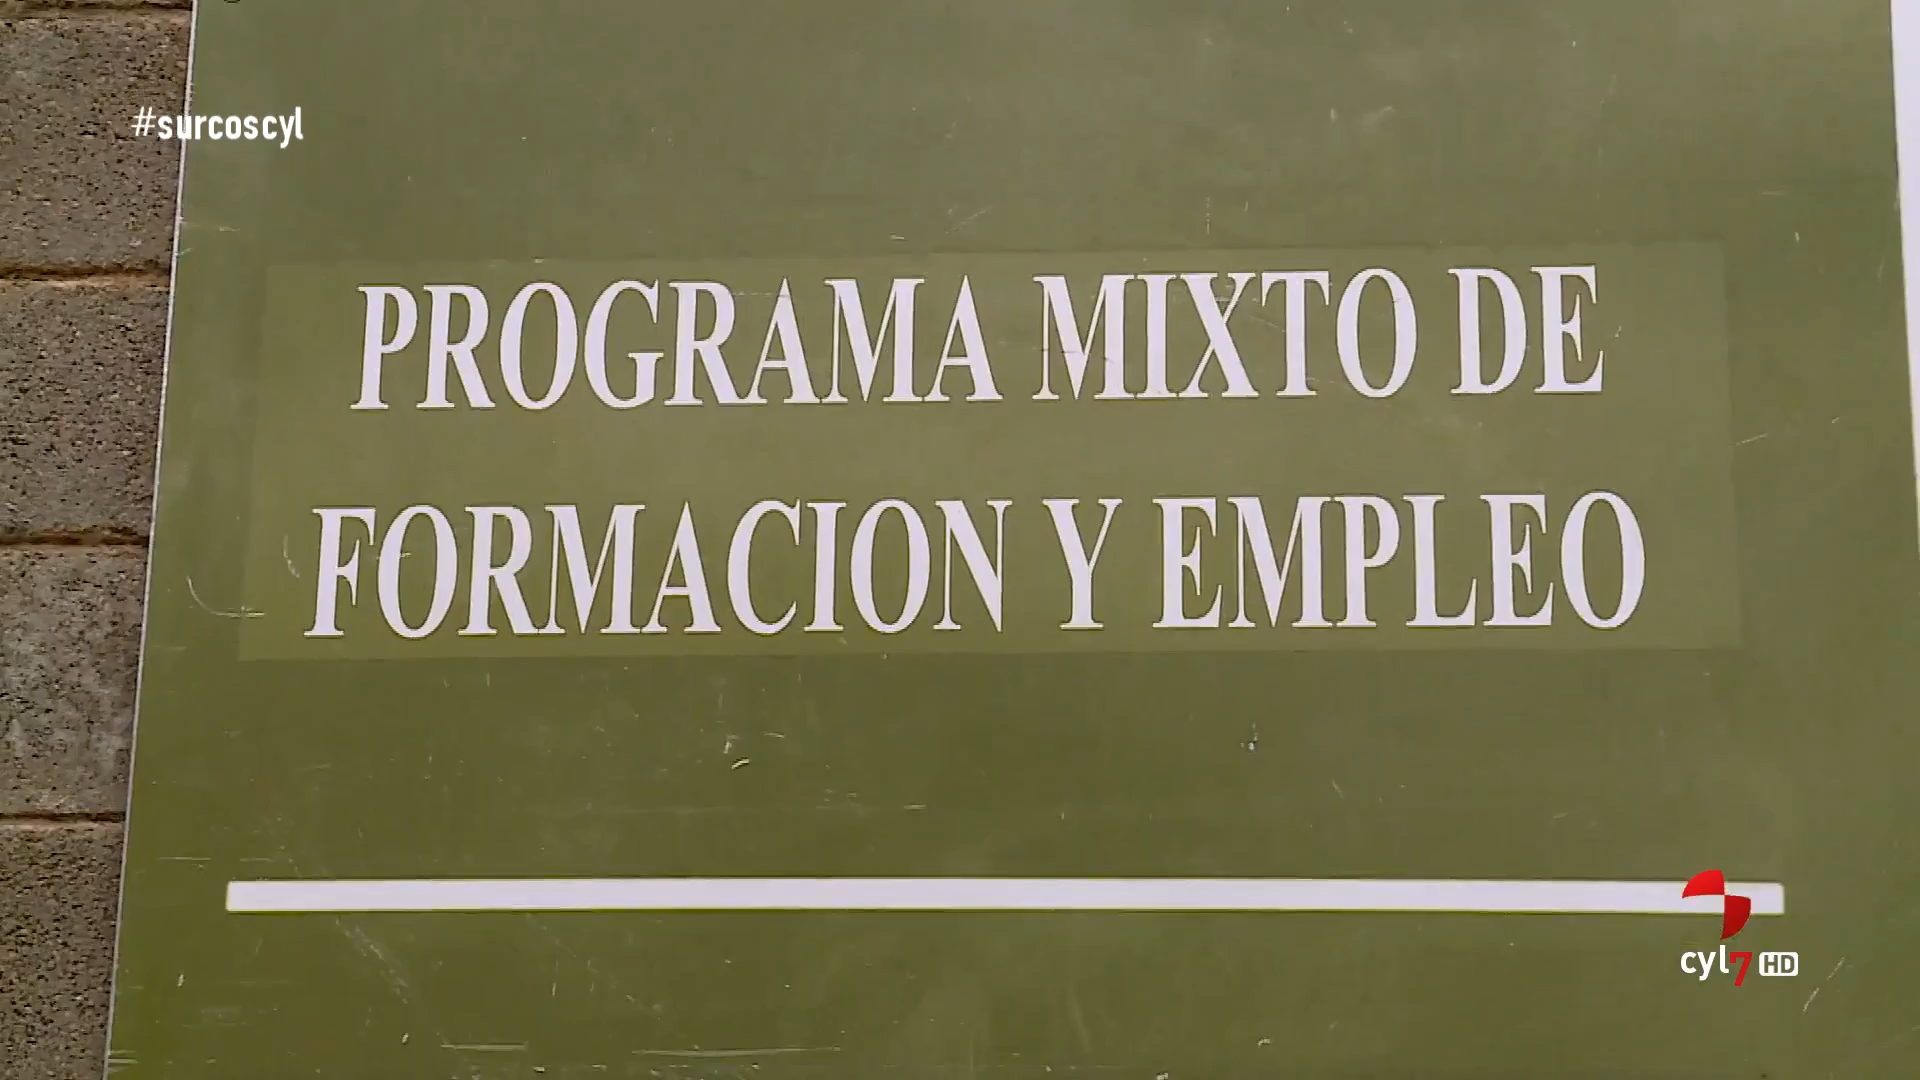 #surcoscyl
PROGRAMA MIXTO DE
FORMACION Y EMPLEO
cyl7 HD